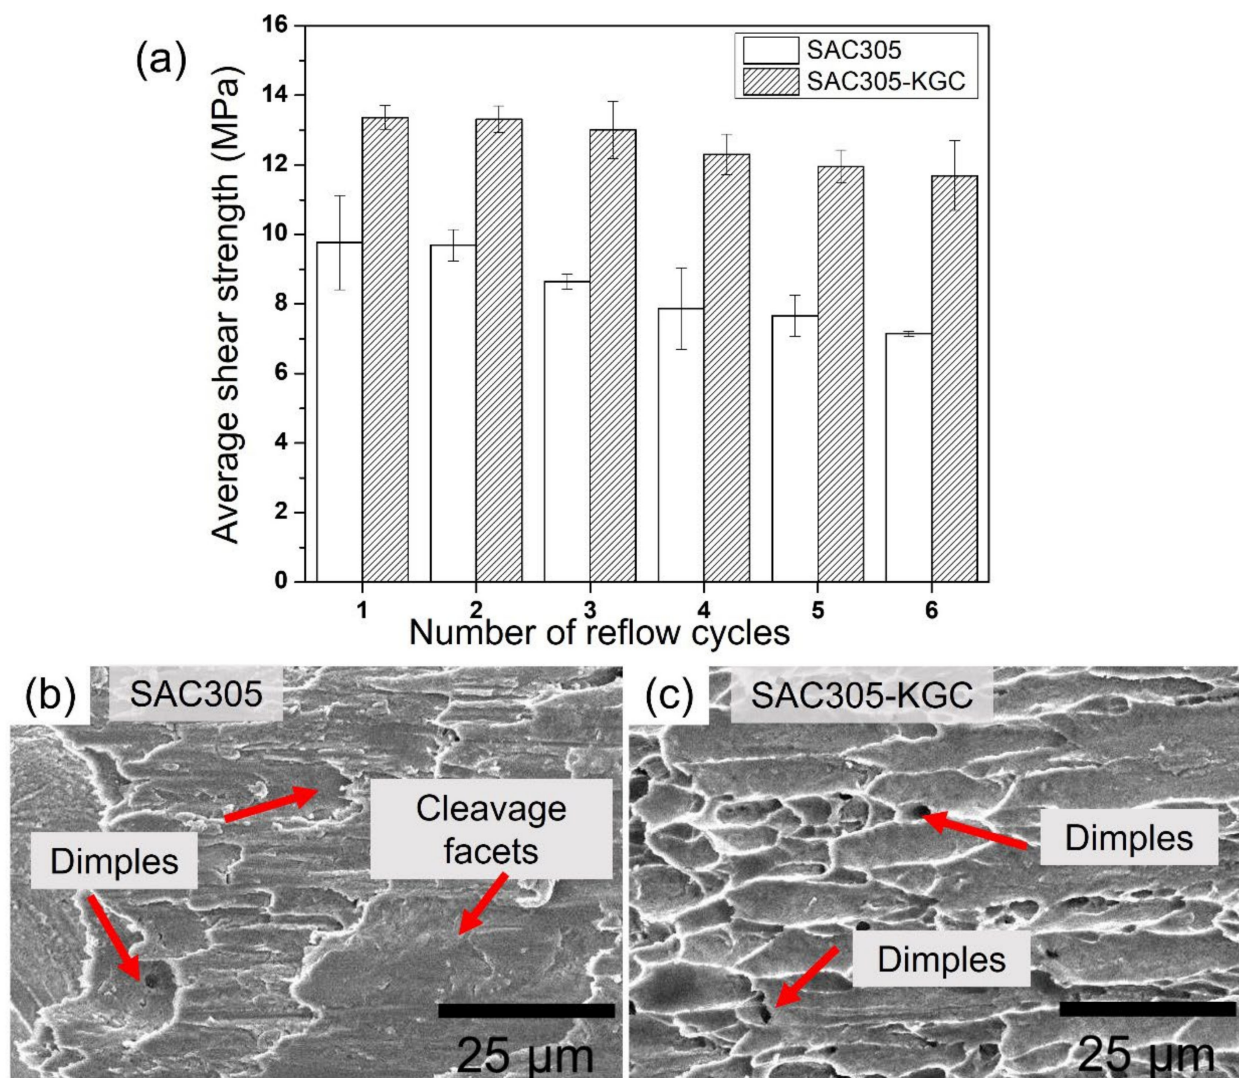 (a)
Average shear strength (MPa)
16
14
12
10
8
6
4
2
0
SAC305
SAC305-KGC
1 2 3 4 5 6
Number of reflow cycles
(b) SAC305
Dimples
Cleavage
facets
25 µm
(c) SAC305-KGC
Dimples
Dimples
25 µm